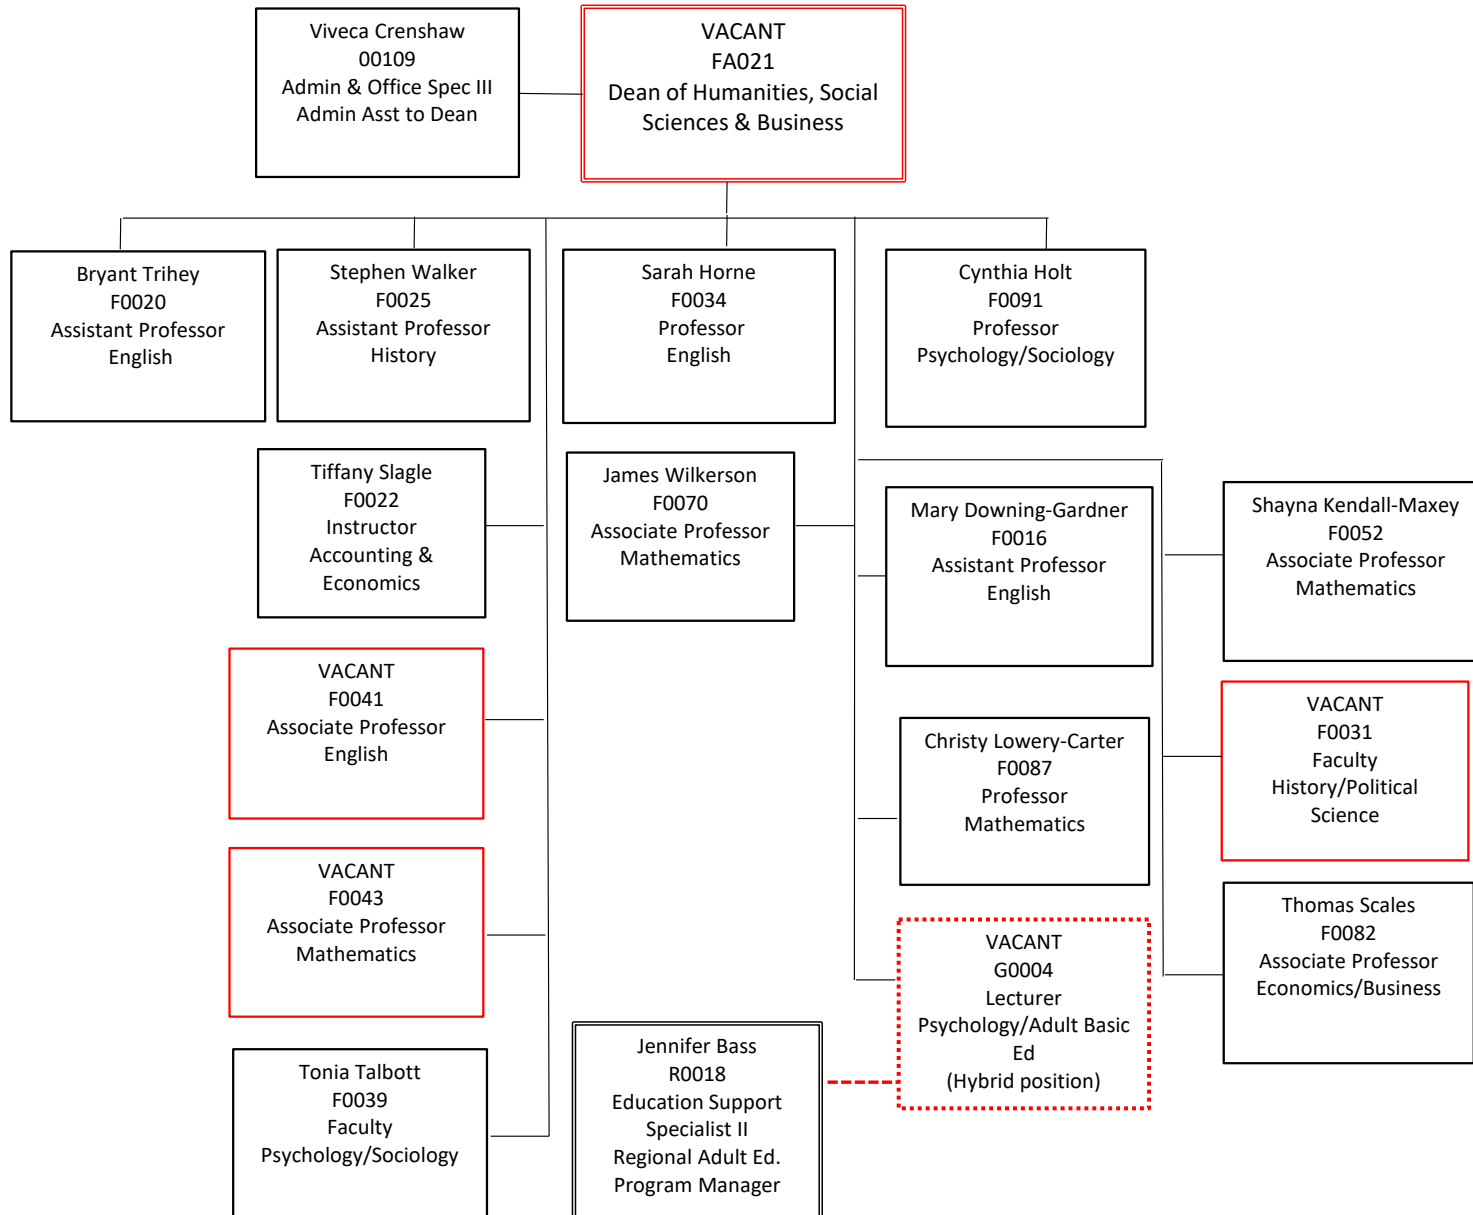 Viveca Crenshaw
00109
Admin & Office Spec III
Admin Asst to Dean
VACANT
FA021
Dean of Humanities, Social
Sciences & Business
Bryant Trihey
F0020
Assistant Professor
English
Stephen Walker
F0025
Assistant Professor
History
Sarah Horne
F0034
Professor
English
Cynthia Holt
F0091
Professor
Psychology/Sociology
Tiffany Slagle
F0022
Instructor
Accounting &
Economics
James Wilkerson
F0070
Associate Professor
Mathematics
Mary Downing-Gardner
F0016
Assistant Professor
English
Shayna Kendall-Maxey
F0052
Associate Professor
Mathematics
VACANT
F0041
Associate Professor
English
Christy Lowery-Carter
F0087
Professor
Mathematics
VACANT
F0031
Faculty
History/Political
Science
VACANT
F0043
Associate Professor
Mathematics
VACANT
G0004
Lecturer
Psychology/Adult Basic
Ed
(Hybrid position)
Thomas Scales
F0082
Associate Professor
Economics/Business
Tonia Talbott
F0039
Faculty
Psychology/Sociology
Jennifer Bass
R0018
Education Support
Specialist II
Regional Adult Ed.
Program Manager